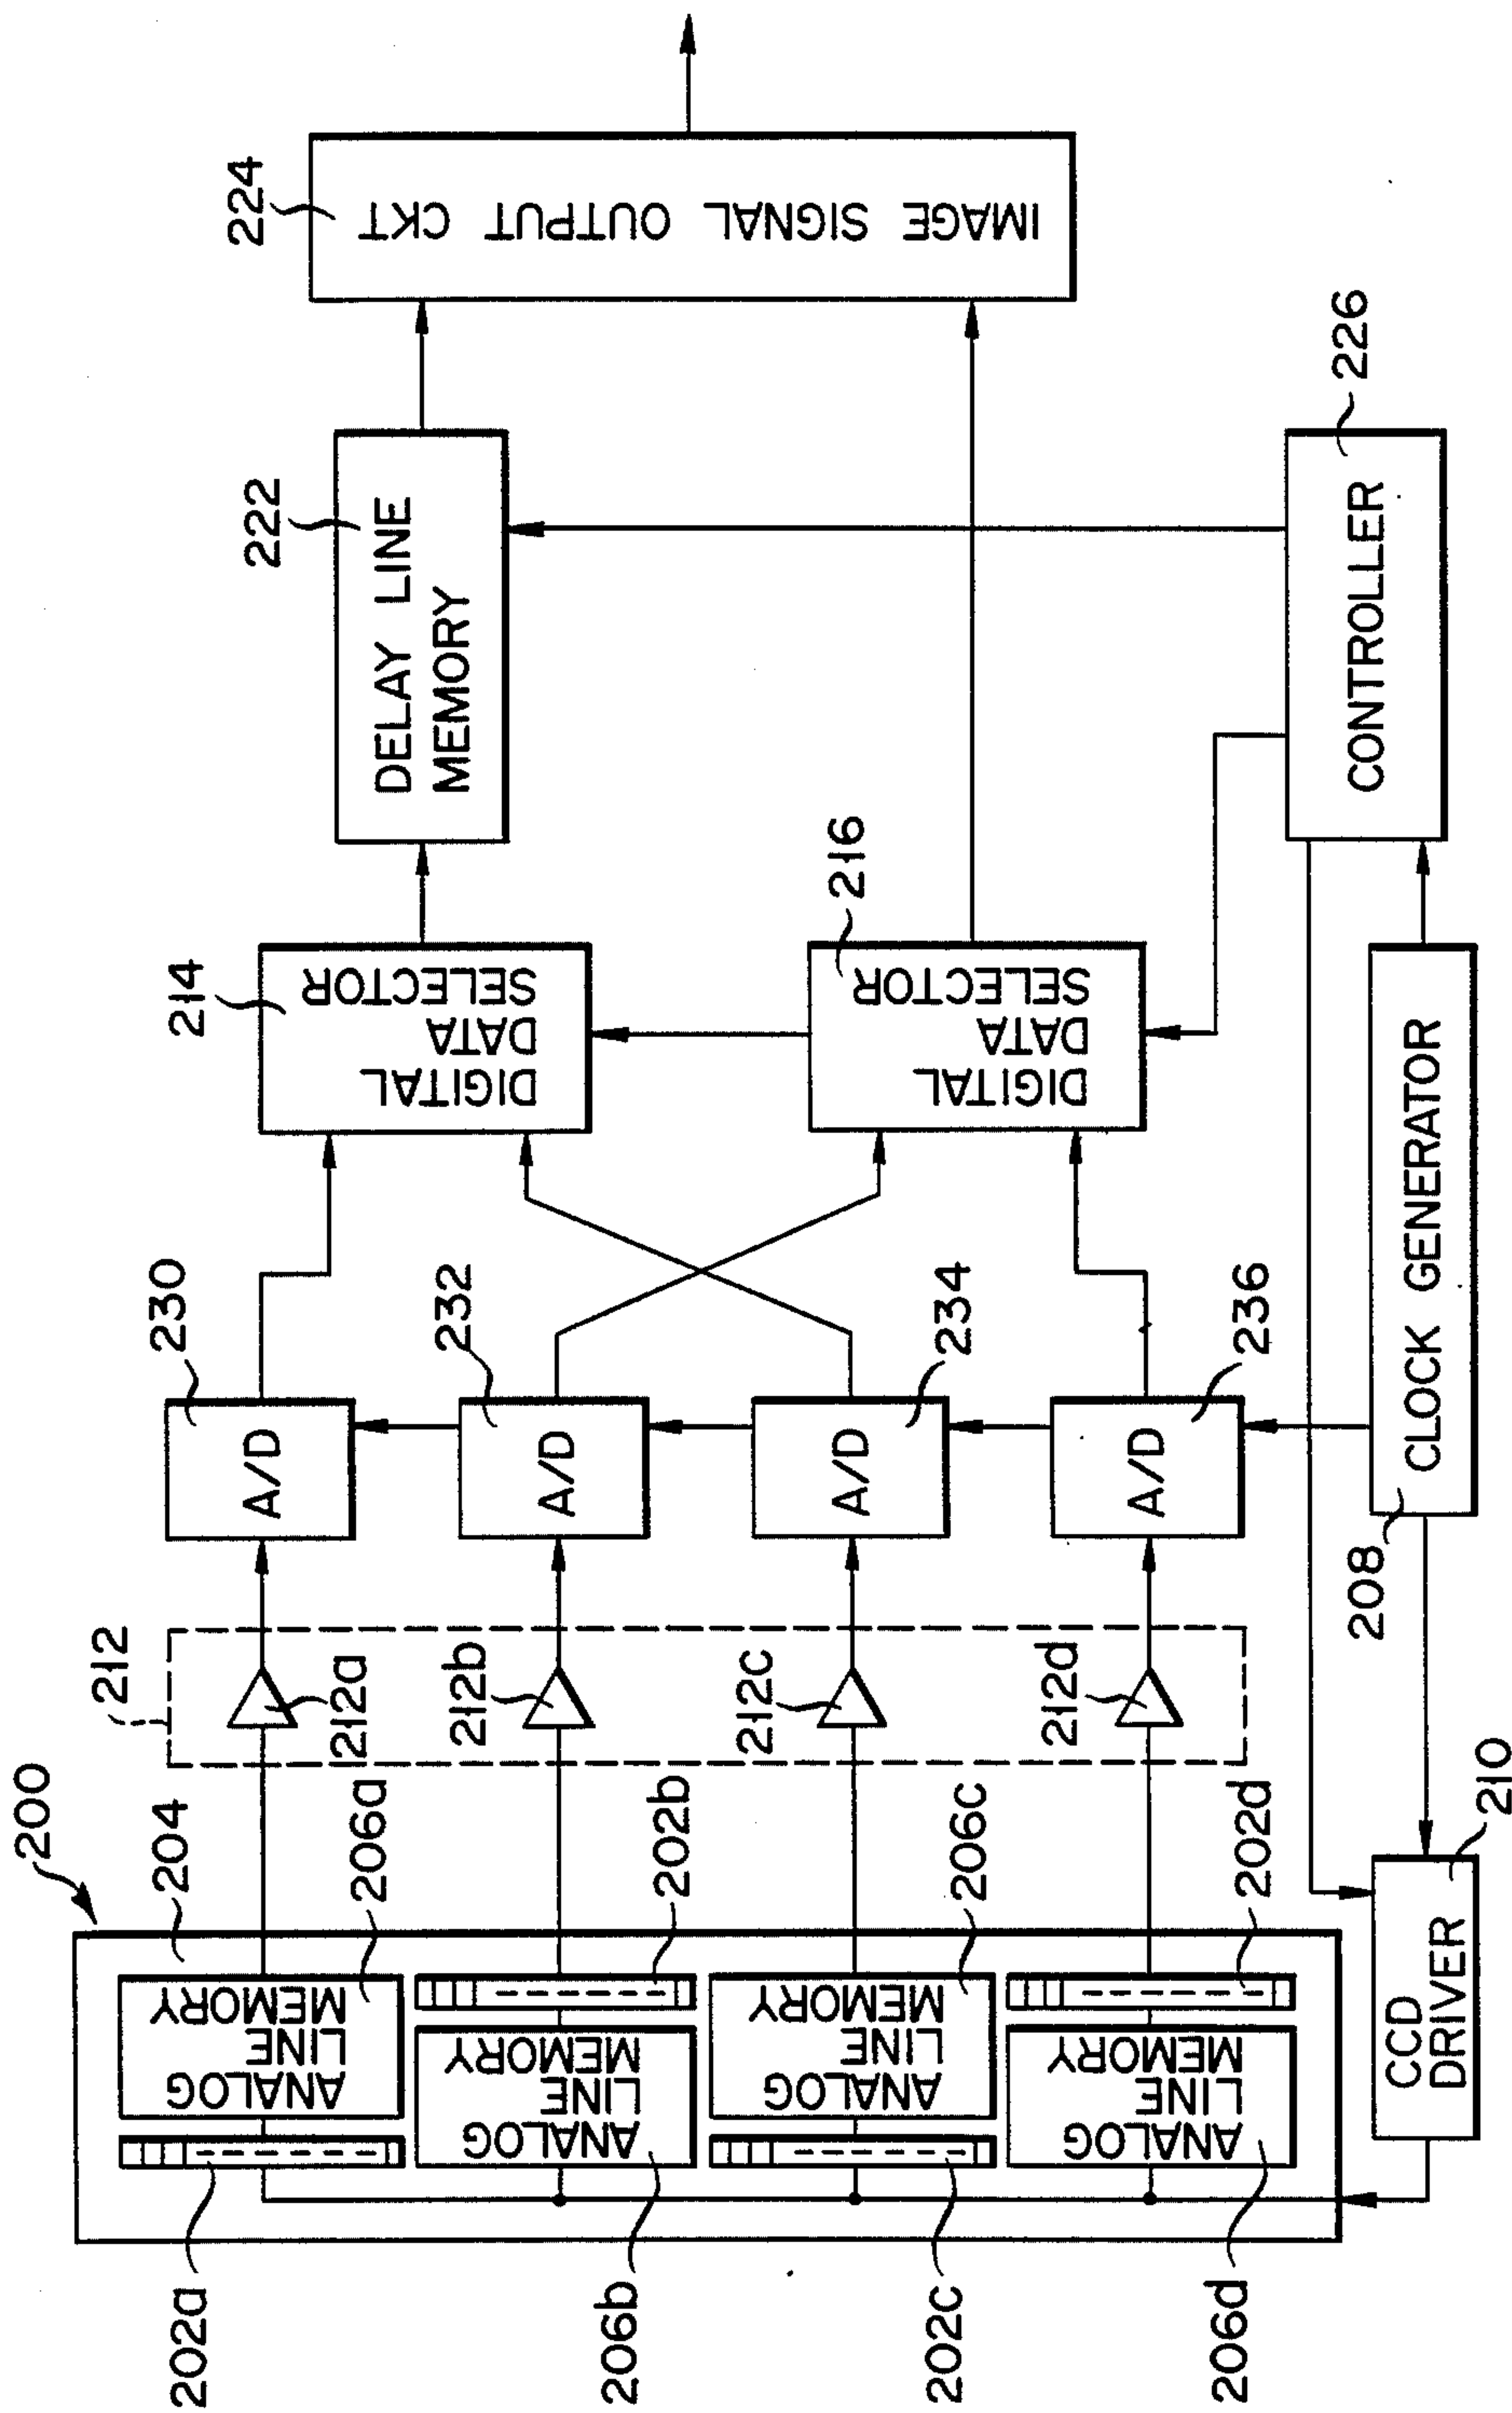 200
204
202a
ANALOG
LINE
MEMORY
206a
206b
ANALOG
LINE
MEMORY
202b
202c
ANALOG
LINE
MEMORY
206c
206d
ANALOG
LINE
MEMORY
202d
212
212a
212b
212c
212d
230
A/D
232
A/D
234
A/D
236
A/D
214
DIGITAL
DATA
SELECTOR
216
DIGITAL
DATA
SELECTOR
222
DELAY LINE
MEMORY
224
IMAGE SIGNAL OUTPUT CKT
CCD
DRIVER
210
208
CLOCK GENERATOR
CONTROLLER
226